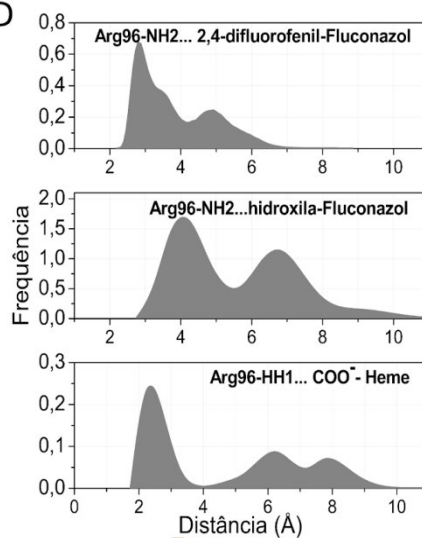 D
Arg96-NH2... 2,4-difluorofenil-Fluconazol
0,8
0,6
0,4
0,2
0,0
2 4 6 8 10
Arg96-NH2...hidroxila-Fluconazol
2,0
1,5
1,0
0,5
0,0
2 4 6 8 10
Frequência
Arg96-HH1... COO⁻- Heme
0,3
0,2
0,1
0,0
0 2 4 6 8 10
Distância (Å)